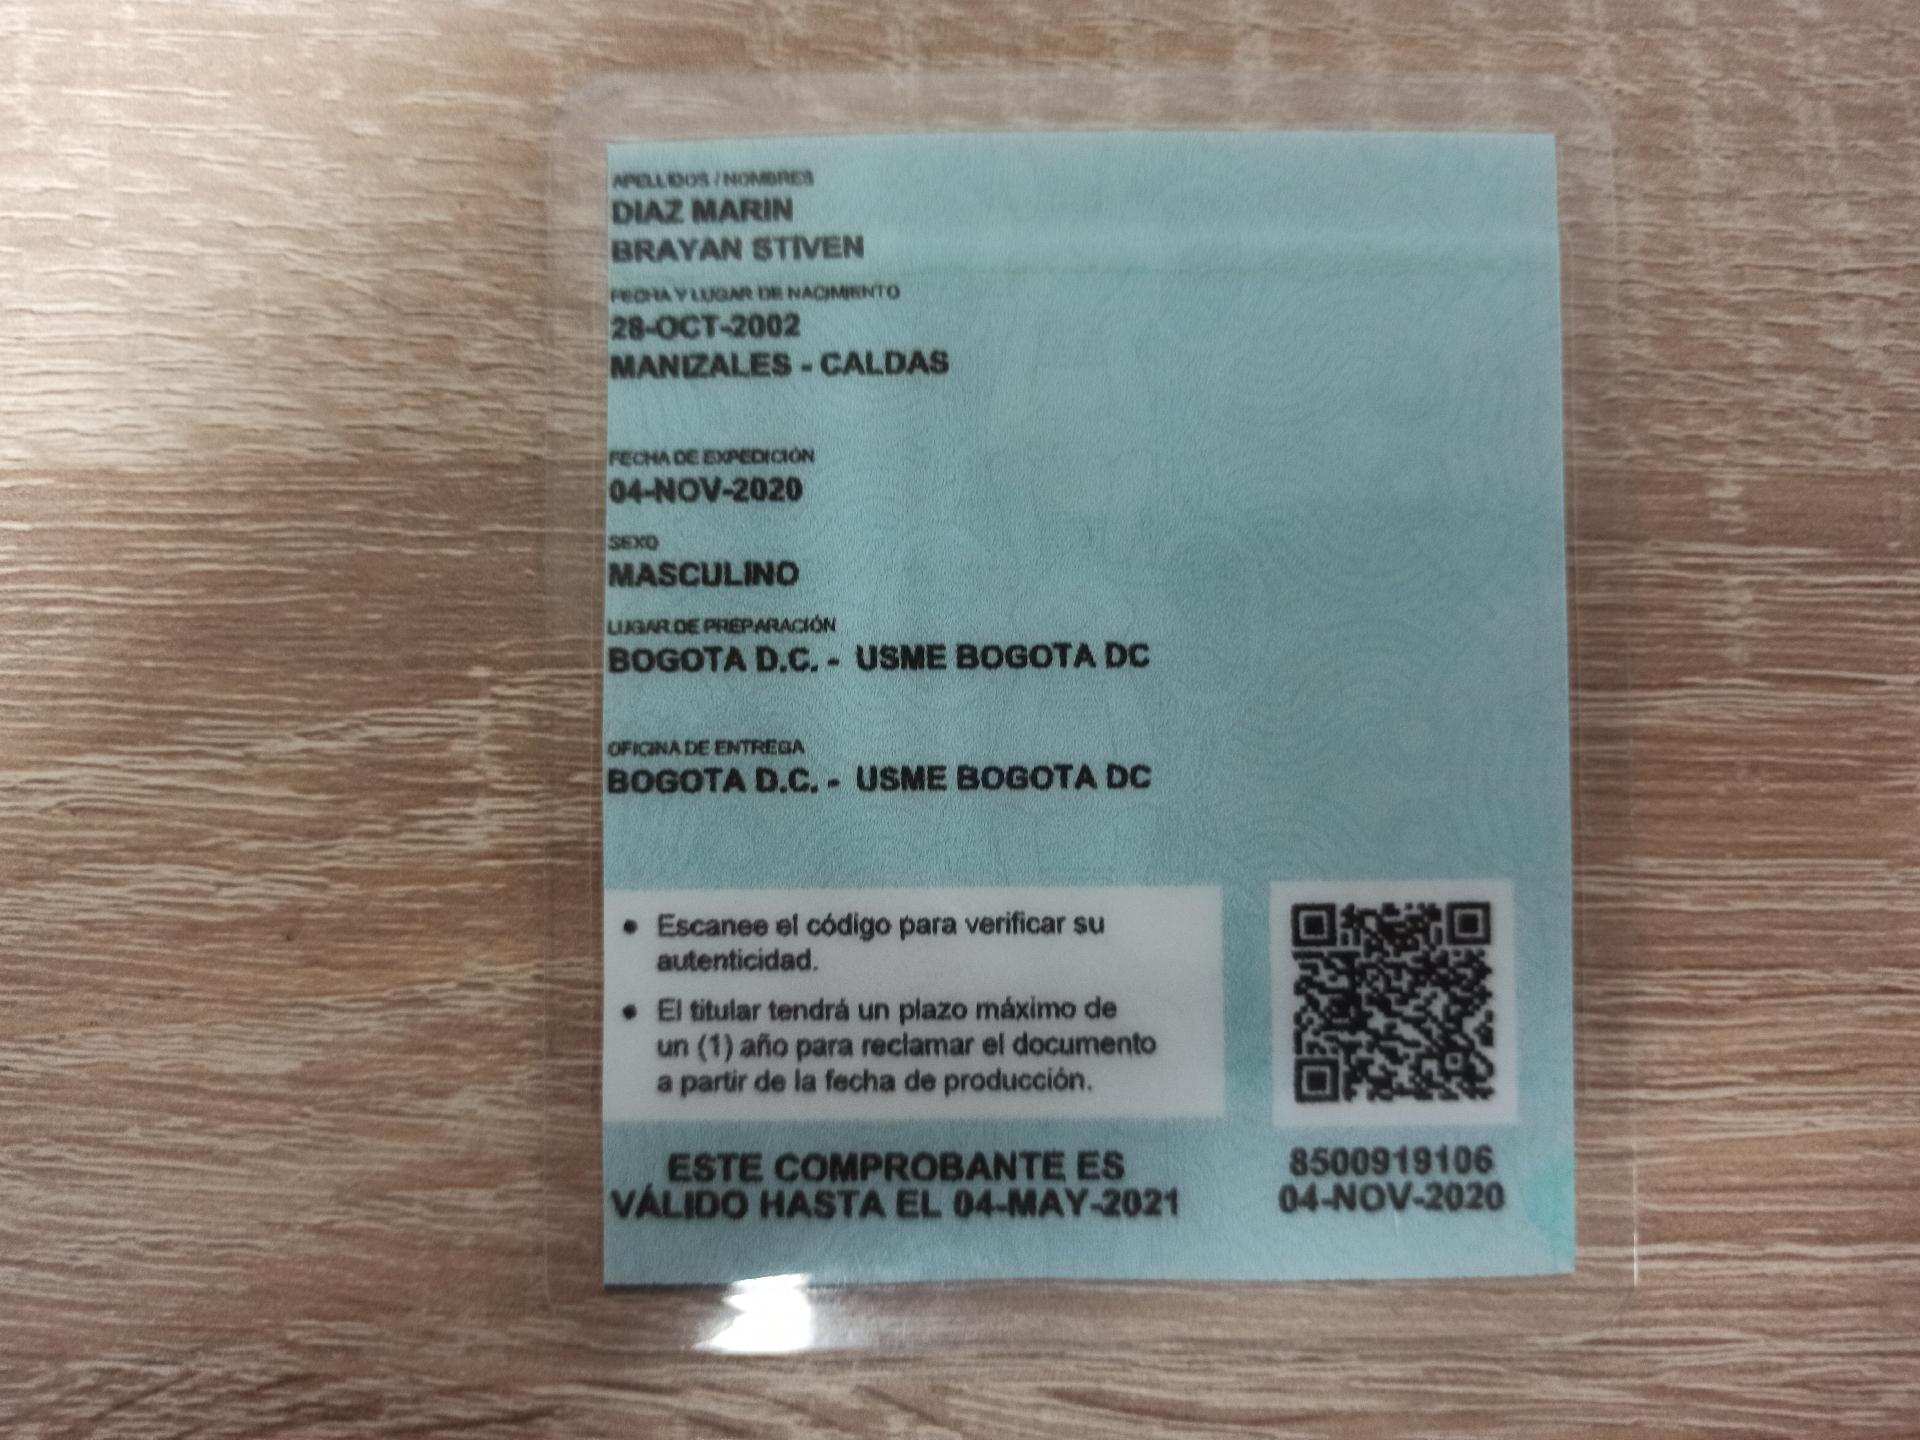 APELLIDOS / NOMBRES
DIAZ MARIN
BRAYAN STIVEN
FECHA Y LUGAR DE NACIMIENTO
28-OCT-2002
MANIZALES - CALDAS
FECHA DE EXPEDICIÓN
04-NOV-2020
SEXO
MASCULINO
LUGAR DE PREPARACIÓN
BOGOTA D.C. - USME BOGOTA DC
OFICINA DE ENTREGA
BOGOTA D.C. - USME BOGOTA DC
• Escanee el código para verificar su
autenticidad.
• El titular tendrá un plazo máximo de
un (1) año para reclamar el documento
a partir de la fecha de producción.
ESTE COMPROBANTE ES
VÁLIDO HASTA EL 04-MAY-2021
8500919106
04-NOV-2020